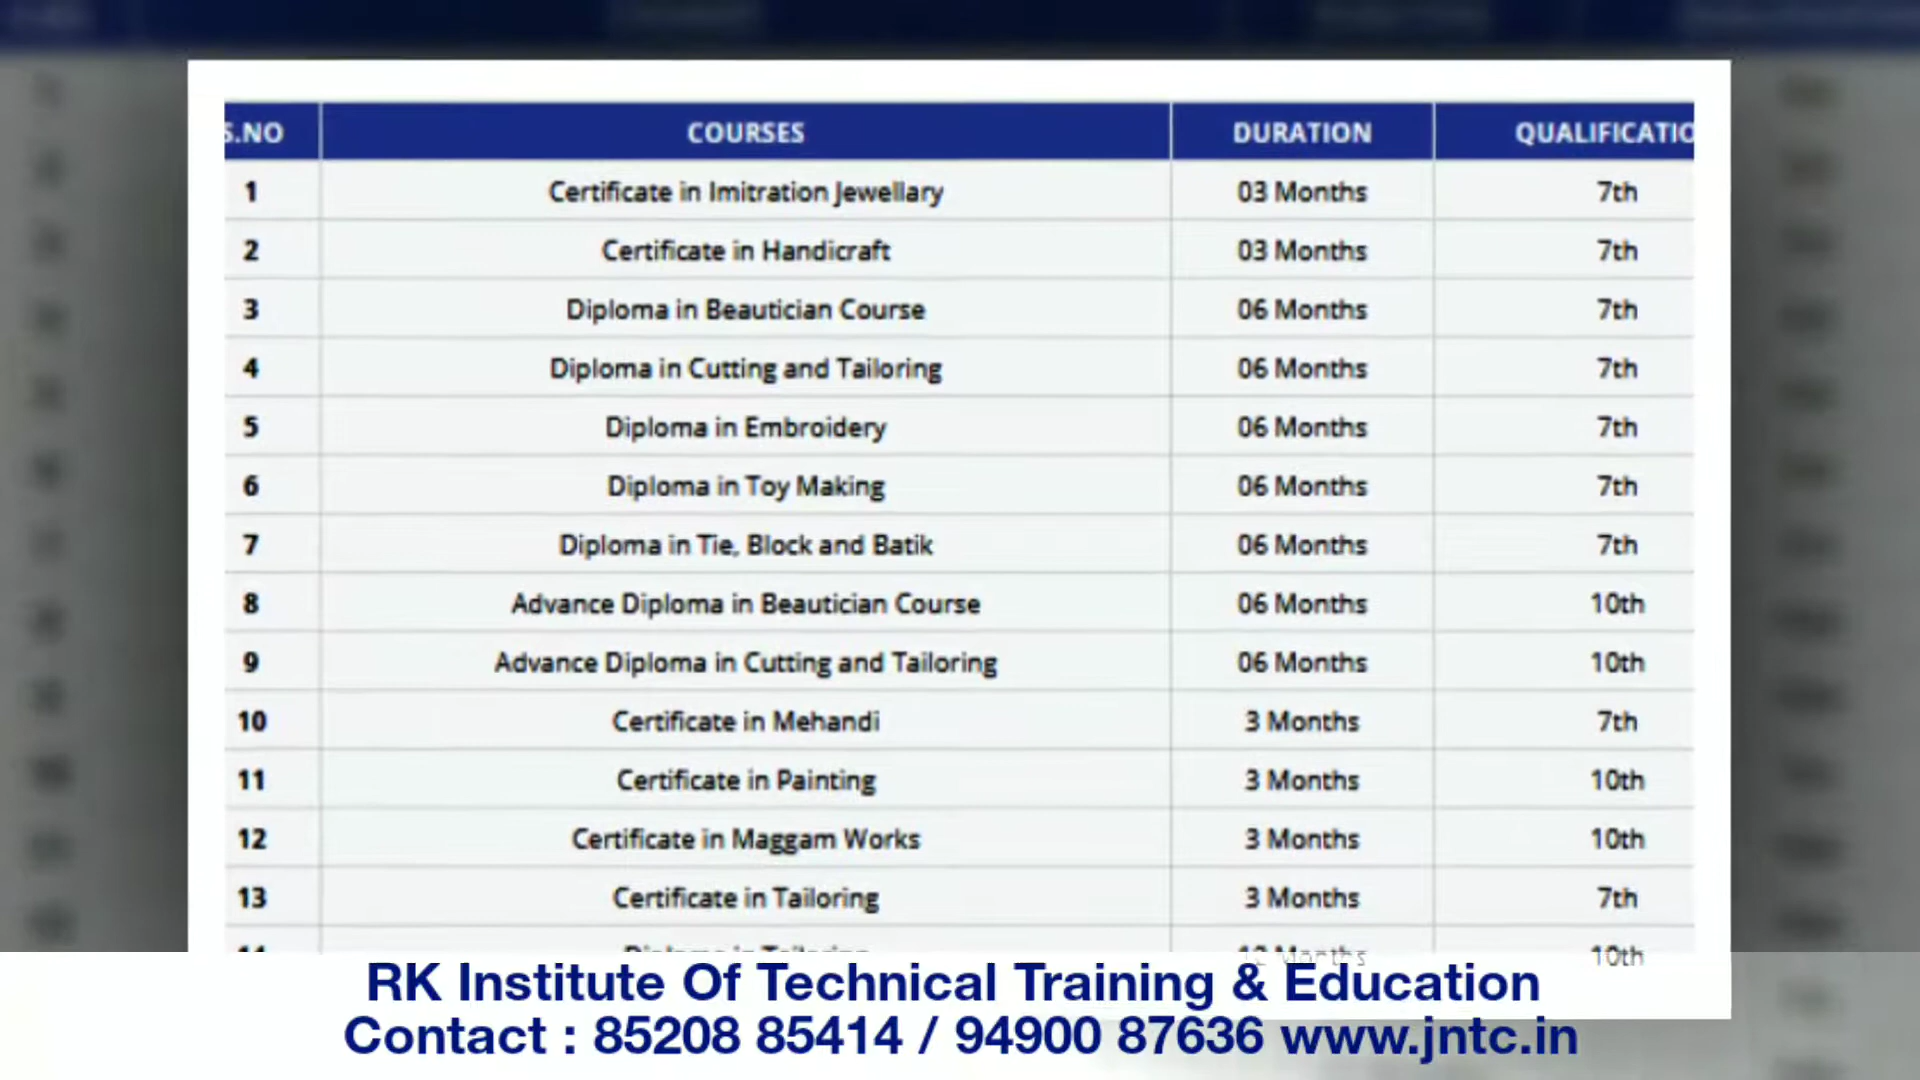 S.NO COURSES DURATION QUALIFICATIO
1 Certificate in Imitration Jewellary 03 Months 7th
2 Certificate in Handicraft 03 Months 7th
3 Diploma in Beautician Course 06 Months 7th
4 Diploma in Cutting and Tailoring 06 Months 7th
5 Diploma in Embroidery 06 Months 7th
6 Diploma in Toy Making 06 Months 7th
7 Diploma in Tie, Block and Batik 06 Months 7th
8 Advance Diploma in Beautician Course 06 Months 10th
9 Advance Diploma in Cutting and Tailoring 06 Months 10th
10 Certificate in Mehandi 3 Months 7th
11 Certificate in Painting 3 Months 10th
12 Certificate in Maggam Works 3 Months 10th
13 Certificate in Tailoring 3 Months 7th
Diploma in Tailoring 12 Months 10th
RK Institute Of Technical Training & Education
Contact : 85208 85414 / 94900 87636 www.jntc.in